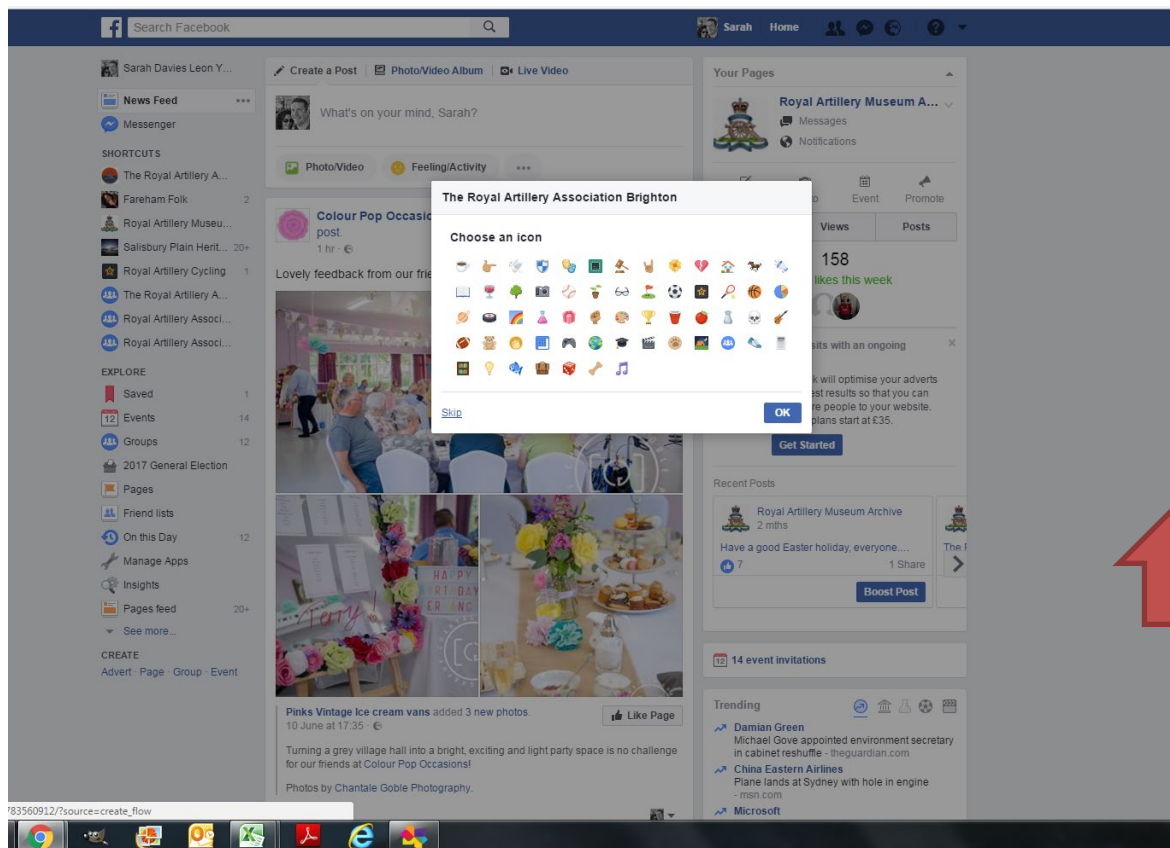 Search Facebook
Sarah Home
Sarah Davies Leon Y...
News Feed
Messenger
SHORTCUTS
The Royal Artillery A...
Fareham Folk 2
Royal Artillery Museu...
Salisbury Plain Herit... 20+
Royal Artillery Cycling 1
The Royal Artillery A...
Royal Artillery Associ...
Royal Artillery Associ...
EXPLORE
Saved 1
12 Events 14
Groups 12
2017 General Election
Pages
Friend lists
On this Day 12
Manage Apps
Insights
Pages feed 20+
See more...
CREATE
Advert · Page · Group · Event
Create a Post Photo/Video Album Live Video
What's on your mind, Sarah?
Photo/Video Feeling/Activity
Colour Pop Occasio
post.
1 hr ·
Lovely feedback from our frie
HAPPY
Terry!
Pinks Vintage Ice cream vans added 3 new photos.
10 June at 17:35 ·
Like Page
Turning a grey village hall into a bright, exciting and light party space is no challenge
for our friends at Colour Pop Occasions!
Photos by Chantale Goble Photography.
The Royal Artillery Association Brighton
Choose an icon
Skip
OK
Your Pages
Royal Artillery Museum A...
Messages
Notifications
Event Promote
Views Posts
158
likes this week
sits with an ongoing
k will optimise your adverts
est results so that you can
re people to your website.
plans start at £35.
Get Started
Recent Posts
Royal Artillery Museum Archive
2 mths
Have a good Easter holiday, everyone....
7 1 Share
Boost Post
12 14 event invitations
Trending
Damian Green
Michael Gove appointed environment secretary
in cabinet reshuffle - theguardian.com
China Eastern Airlines
Plane lands at Sydney with hole in engine
- msn.com
Microsoft
783560912/?source=create_flow